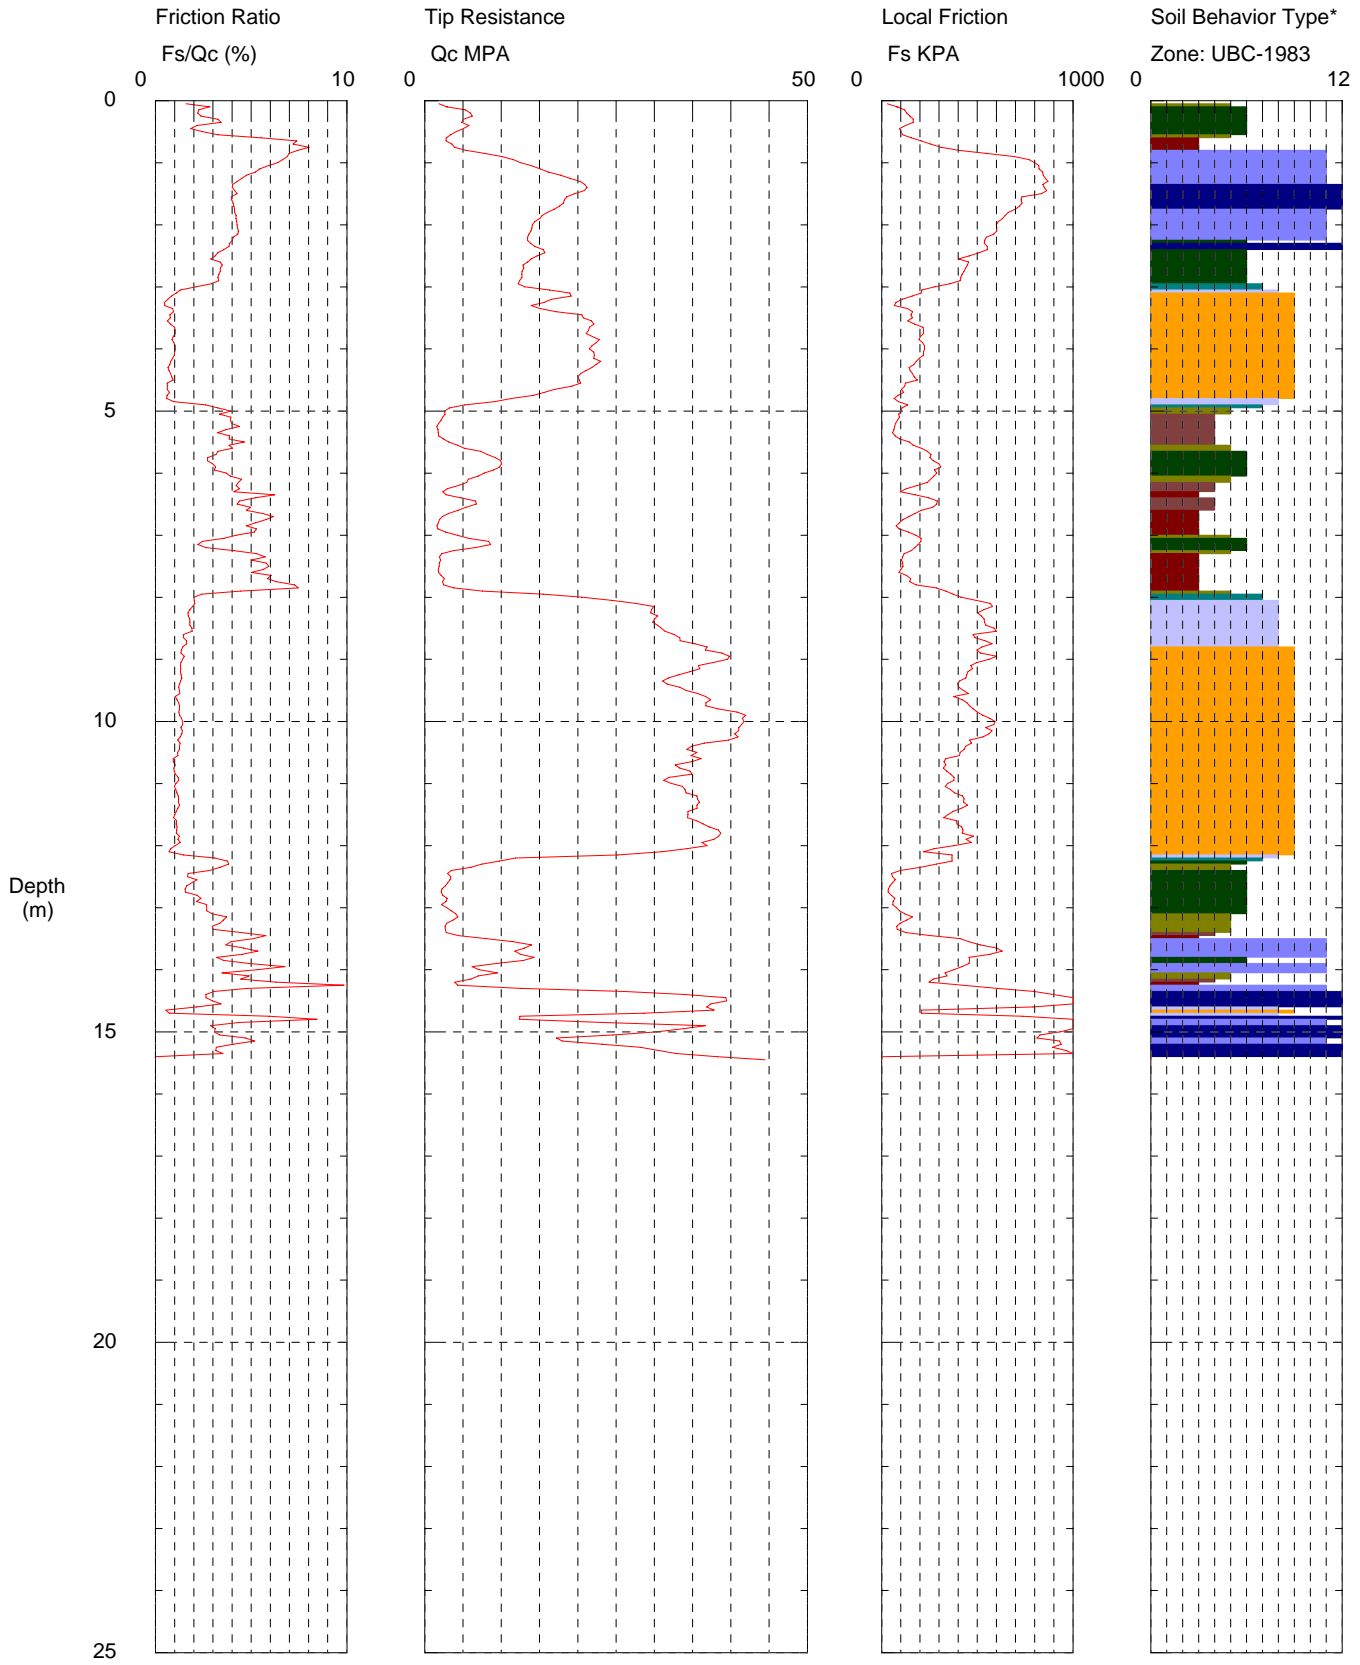 Friction Ratio
Tip Resistance
Local Friction
Soil Behavior Type*
Fs/Qc (%)
Qc MPA
Fs KPA
Zone: UBC-1983
0
10
0
50
0
1000
0
12
0
5
10
Depth
(m)
15
20
25